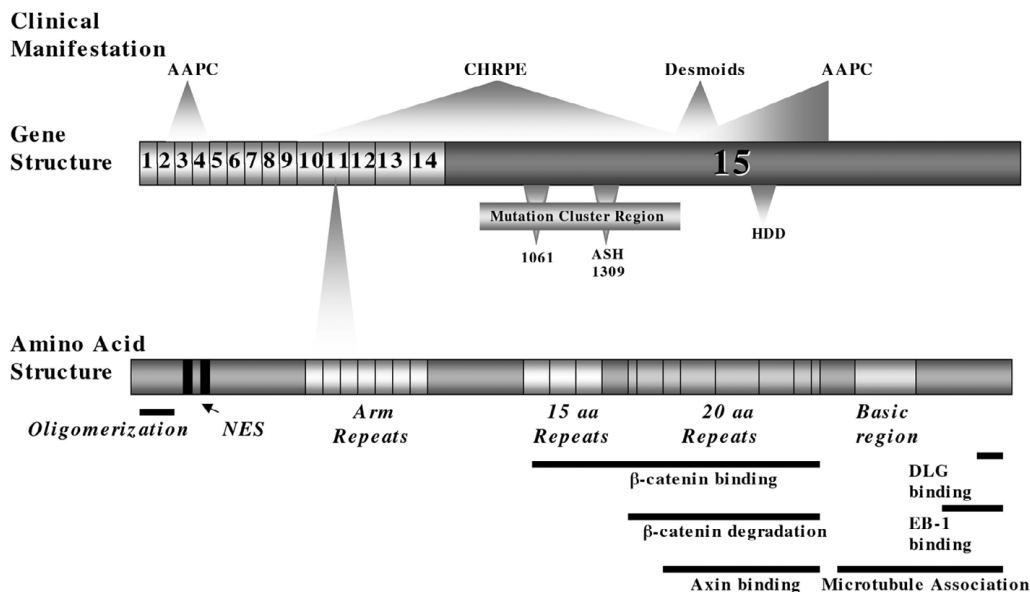 Clinical
Manifestation
AAPC
CHRPE
Desmoids
AAPC
Gene
Structure
1 2 3 4 5 6 7 8 9 10 11 12 13 14 15
Mutation Cluster Region
1061
ASH
1309
HDD
Amino Acid
Structure
Oligomerization
NES
Arm
Repeats
15 aa
Repeats
20 aa
Repeats
Basic
region
β-catenin binding
DLG
binding
β-catenin degradation
EB-1
binding
Axin binding
Microtubule Association